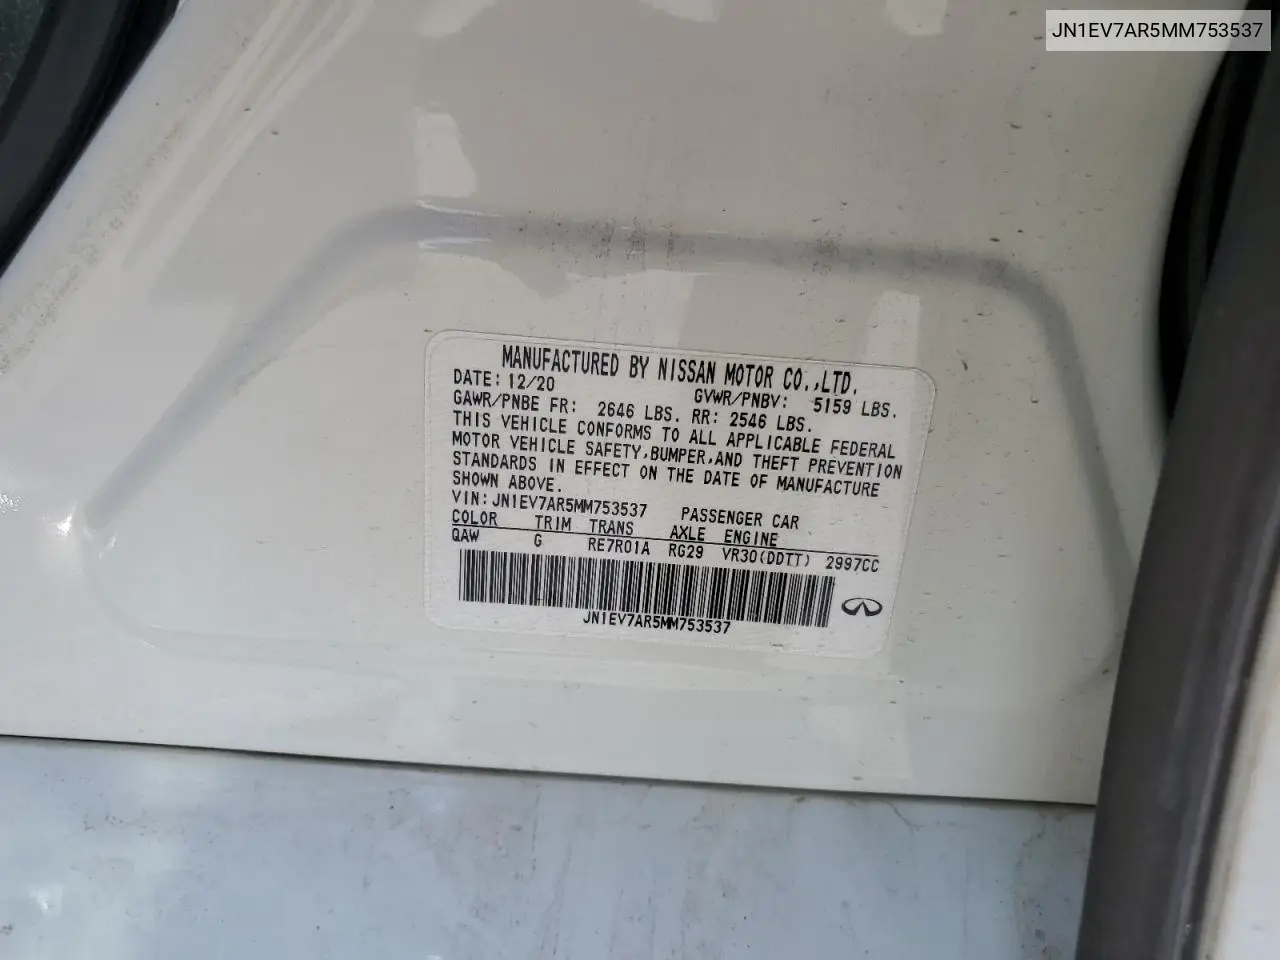 JN1EV7AR5MM753537
MANUFACTURED BY NISSAN MOTOR CO.,LTD.
DATE: 12/20 GVWR/PNBV: 5159 LBS.
GAWR/PNBE FR: 2646 LBS. RR: 2546 LBS.
THIS VEHICLE CONFORMS TO ALL APPLICABLE FEDERAL
MOTOR VEHICLE SAFETY,BUMPER,AND THEFT PREVENTION
STANDARDS IN EFFECT ON THE DATE OF MANUFACTURE
SHOWN ABOVE.
VIN: JN1EV7AR5MM753537 PASSENGER CAR
COLOR TRIM TRANS AXLE ENGINE
QAW G RE7R01A RG29 VR30(DDTT) 2997CC
JN1EV7AR5MM753537